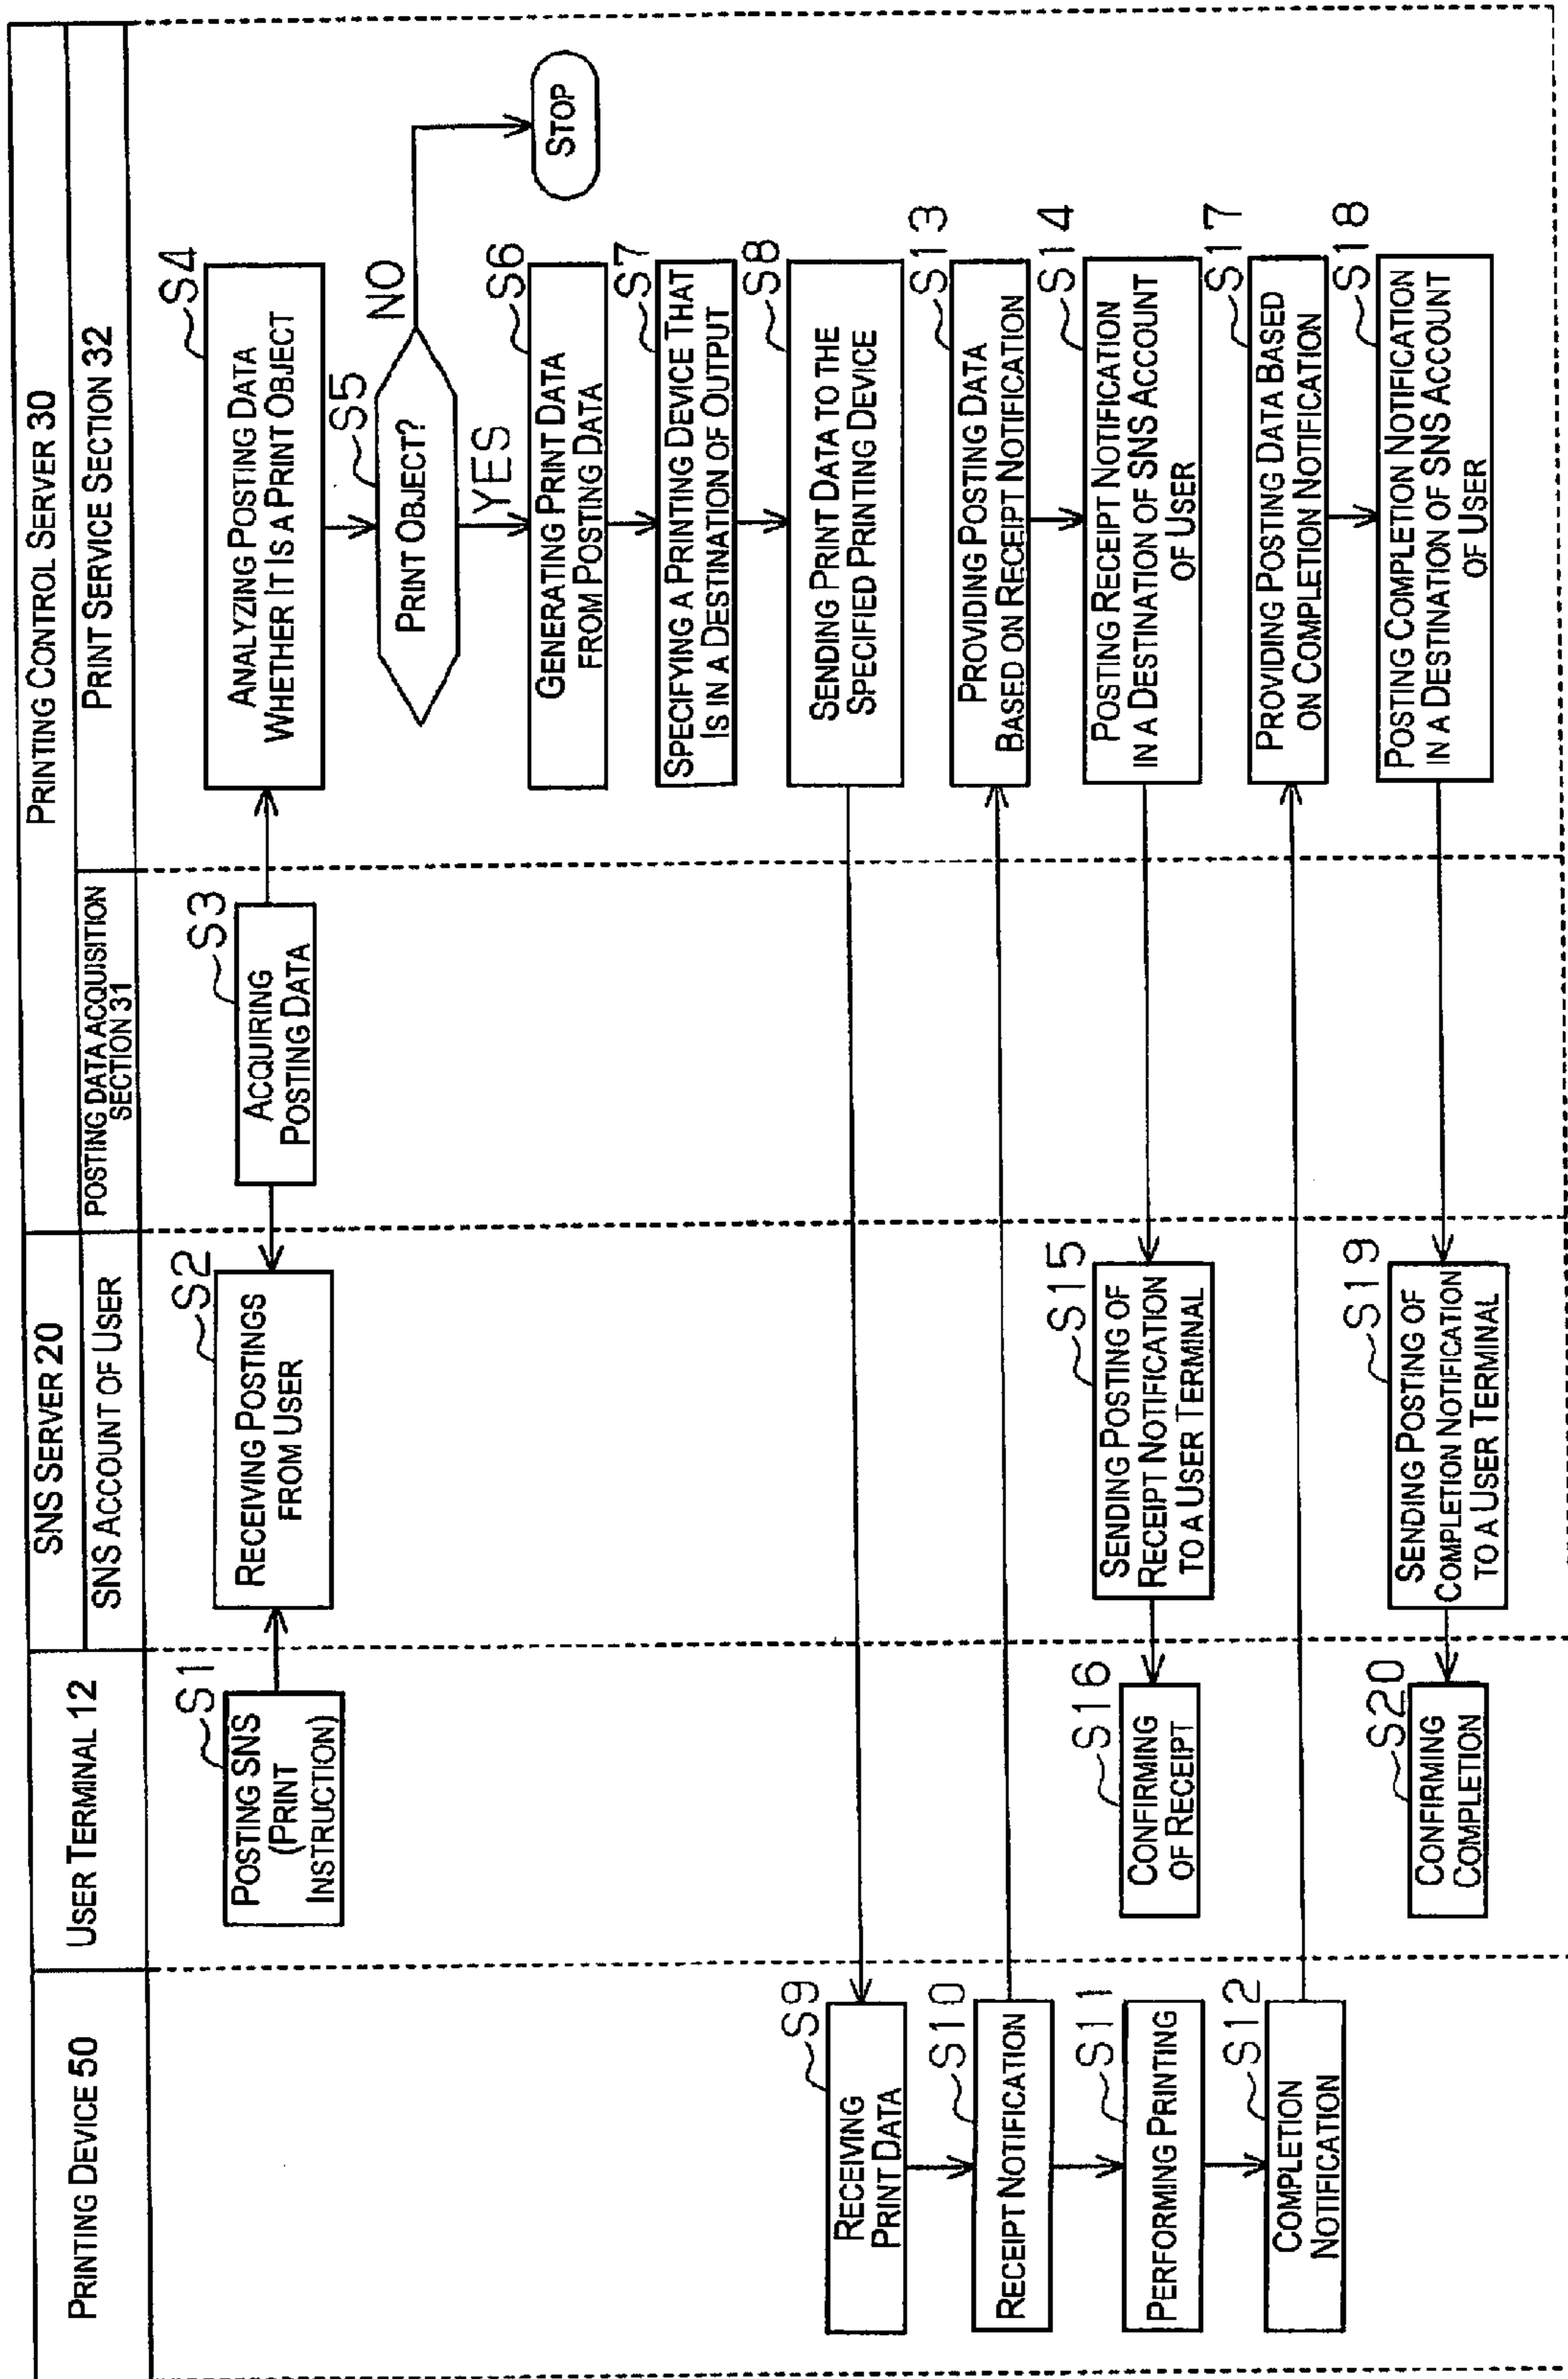 PRINTING DEVICE 50
USER TERMINAL 12
SNS SERVER 20
SNS ACCOUNT OF USER
PRINTING CONTROL SERVER 30
POSTING DATA ACQUISITION
SECTION 31
PRINT SERVICE SECTION 32
S1
POSTING SNS
(PRINT
INSTRUCTION)
S2
RECEIVING POSTINGS
FROM USER
S3
ACQUIRING
POSTING DATA
S4
ANALYZING POSTING DATA
WHETHER IT IS A PRINT OBJECT
S5
PRINT OBJECT?
NO
STOP
YES
S6
GENERATING PRINT DATA
FROM POSTING DATA
S7
SPECIFYING A PRINTING DEVICE THAT
IS IN A DESTINATION OF OUTPUT
S8
SENDING PRINT DATA TO THE
SPECIFIED PRINTING DEVICE
S9
RECEIVING
PRINT DATA
S10
RECEIPT NOTIFICATION
S11
PERFORMING PRINTING
S12
COMPLETION
NOTIFICATION
S13
PROVIDING POSTING DATA
BASED ON RECEIPT NOTIFICATION
S14
POSTING RECEIPT NOTIFICATION
IN A DESTINATION OF SNS ACCOUNT
OF USER
S15
SENDING POSTING OF
RECEIPT NOTIFICATION
TO A USER TERMINAL
S16
CONFIRMING
OF RECEIPT
S17
PROVIDING POSTING DATA BASED
ON COMPLETION NOTIFICATION
S18
POSTING COMPLETION NOTIFICATION
IN A DESTINATION OF SNS ACCOUNT
OF USER
S19
SENDING POSTING OF
COMPLETION NOTIFICATION
TO A USER TERMINAL
S20
CONFIRMING
COMPLETION